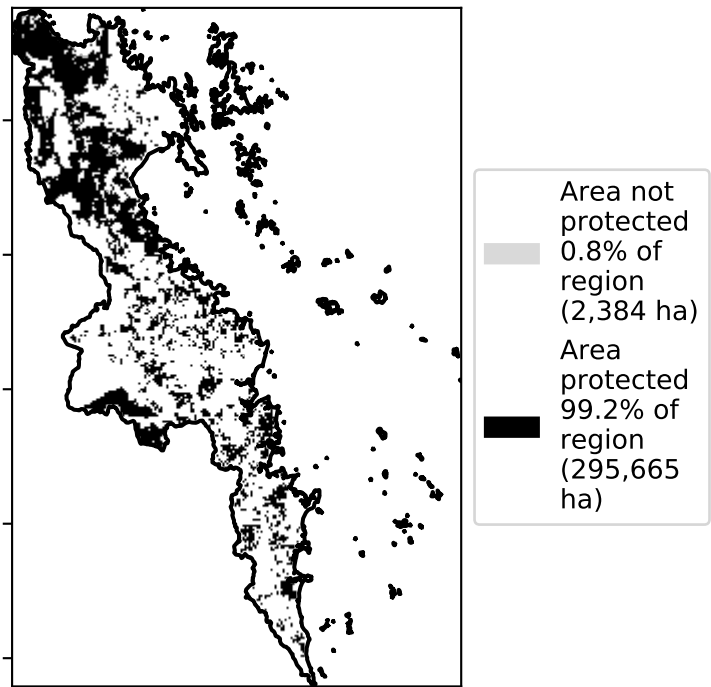 Area not
protected
0.8% of
region
(2,384 ha)
Area
protected
99.2% of
region
(295,665
ha)